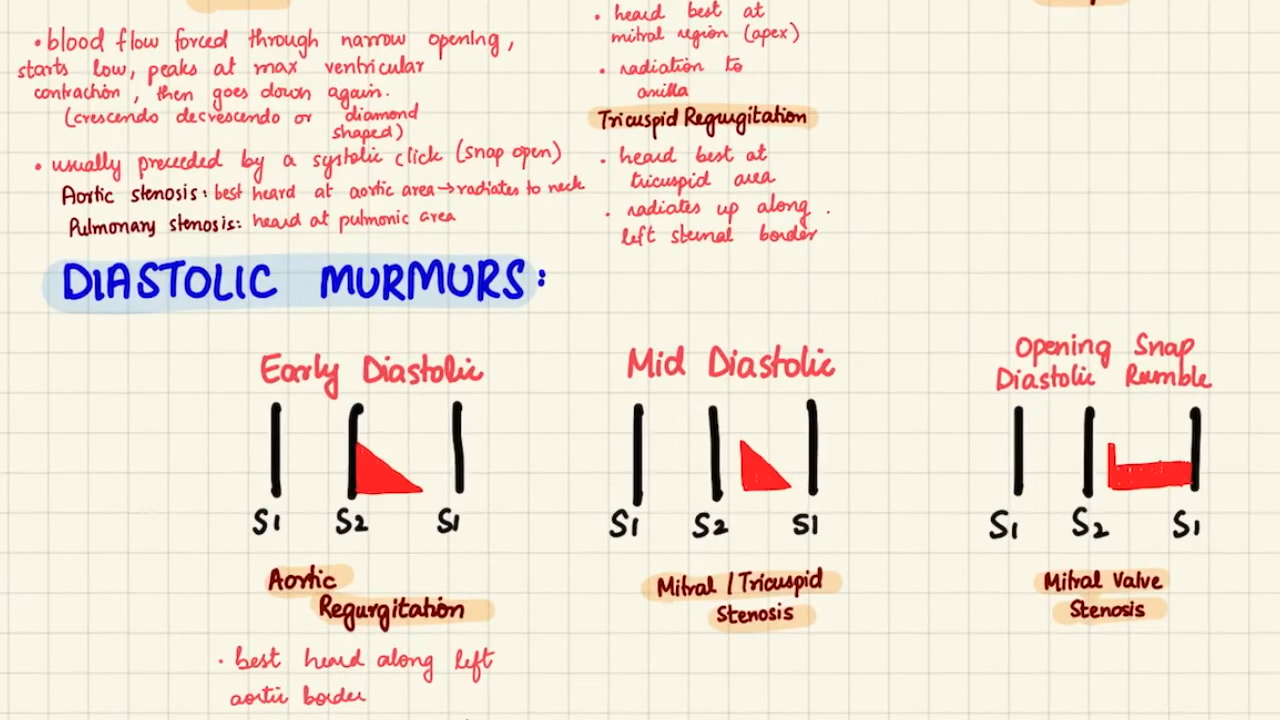 • blood flow forced through narrow opening,
starts low, peaks at max ventricular
contraction, then goes down again.
(crescendo decrescendo or diamond
shaped)
• usually preceded by a systolic click (snap open)
Aortic stenosis: best heard at aortic area→radiates to neck
Pulmonary stenosis: heard at pulmonic area
• heard best at
mitral region (apex)
• radiation to
axilla
Tricuspid Regurgitation
• heard best at
tricuspid area
• radiates up along
left sternal border
DIASTOLIC MURMURS:
Early Diastolic
S1 S2 S1
Aortic
Regurgitation
• best heard along left
aortic border
Mid Diastolic
S1 S2 S1
Mitral / Tricuspid
Stenosis
Opening Snap
Diastolic Rumble
S1 S2 S1
Mitral Valve
Stenosis